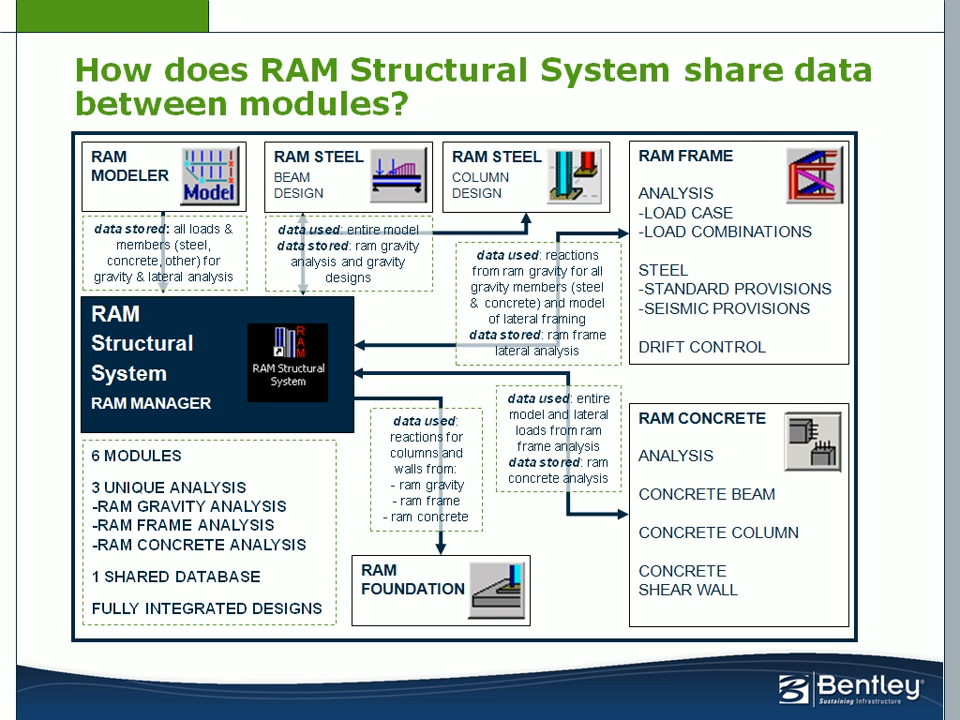 How does RAM Structural System share data
between modules?
RAM
MODELER
Model
RAM STEEL
BEAM
DESIGN
RAM STEEL
COLUMN
DESIGN
RAM FRAME
ANALYSIS
-LOAD CASE
-LOAD COMBINATIONS
STEEL
-STANDARD PROVISIONS
-SEISMIC PROVISIONS
DRIFT CONTROL
data stored: all loads &
members (steel,
concrete, other) for
gravity & lateral analysis
data used: entire model
data stored: ram gravity
analysis and gravity
designs
data used: reactions
from ram gravity for all
gravity members (steel
& concrete) and model
of lateral framing
data stored: ram frame
lateral analysis
RAM
Structural
System
RAM MANAGER
RAM
RAM Structural
System
data used: entire
model and lateral
loads from ram
frame analysis
data stored: ram
concrete analysis
data used:
reactions for
columns and
walls from:
- ram gravity
- ram frame
- ram concrete
RAM CONCRETE
ANALYSIS
CONCRETE BEAM
CONCRETE COLUMN
CONCRETE
SHEAR WALL
6 MODULES
3 UNIQUE ANALYSIS
-RAM GRAVITY ANALYSIS
-RAM FRAME ANALYSIS
-RAM CONCRETE ANALYSIS
1 SHARED DATABASE
FULLY INTEGRATED DESIGNS
RAM
FOUNDATION
Bentley
Sustaining Infrastructure